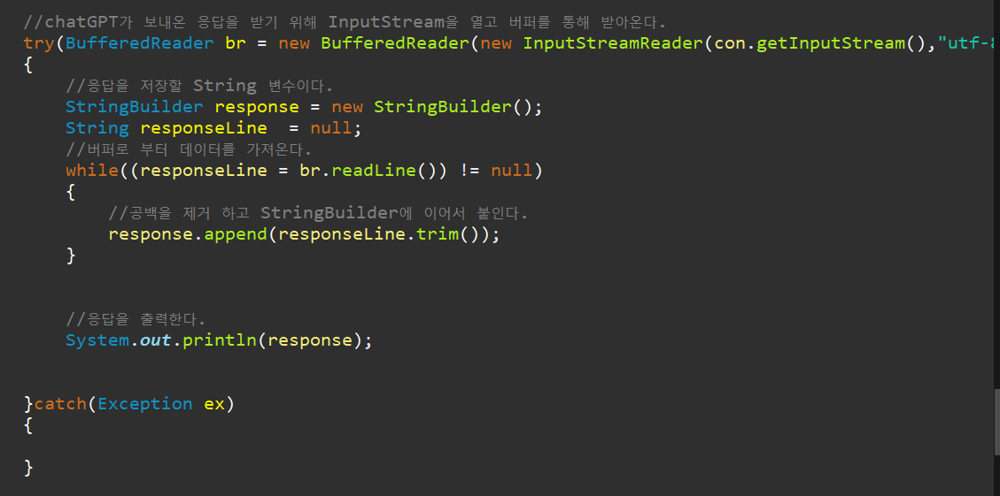 //chatGPT가 보내온 응답을 받기 위해 InputStream을 열고 버퍼를 통해 받아온다.
try(BufferedReader br = new BufferedReader(new InputStreamReader(con.getInputStream(),"utf-
{
//응답을 저장할 String 변수이다.
StringBuilder response = new StringBuilder();
String responseLine  = null;
//버퍼로 부터 데이터를 가져온다.
while((responseLine = br.readLine()) != null)
{
//공백을 제거 하고 StringBuilder에 이어서 붙인다.
response.append(responseLine.trim());
}
//응답을 출력한다.
System.out.println(response);
}catch(Exception ex)
{
}